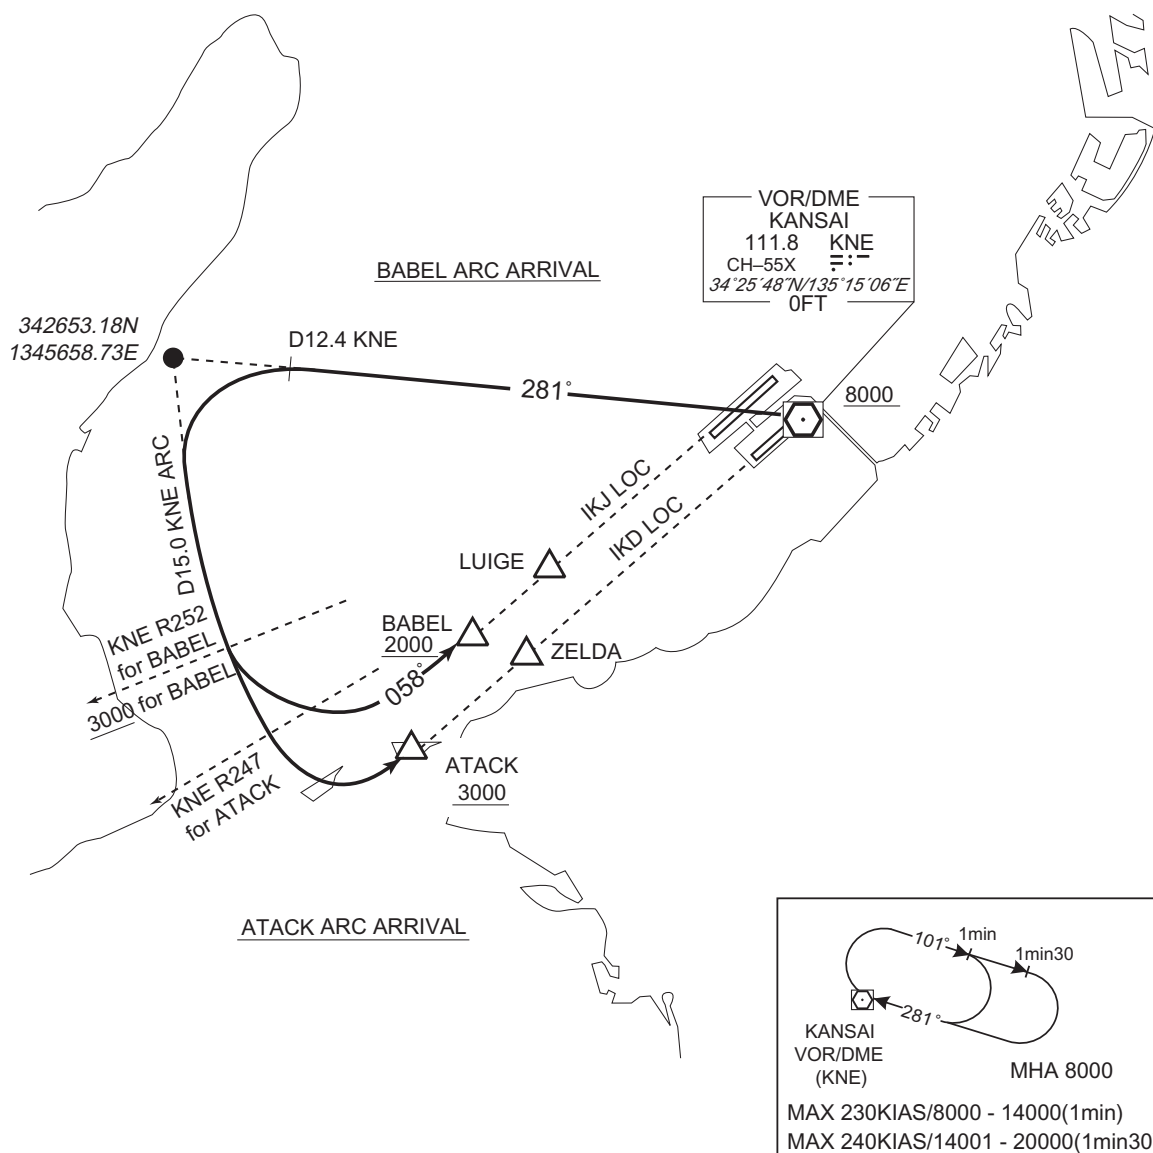 VOR/DME
KANSAI
111.8 KNE
CH–55X
34°25´48˝N/135°15´06˝E
0FT
BABEL ARC ARRIVAL
342653.18N
1345658.73E
D12.4 KNE
281°
8000
D15.0 KNE ARC
IKJ LOC
IKD LOC
LUIGE
KNE R252
for BABEL
3000 for BABEL
BABEL
2000
058°
ZELDA
KNE R247
for ATACK
ATACK
3000
ATACK ARC ARRIVAL
101°
1min
1min30
281°
KANSAI
VOR/DME
(KNE)
MHA 8000
MAX 230KIAS/8000 - 14000(1min)
MAX 240KIAS/14001 - 20000(1min30